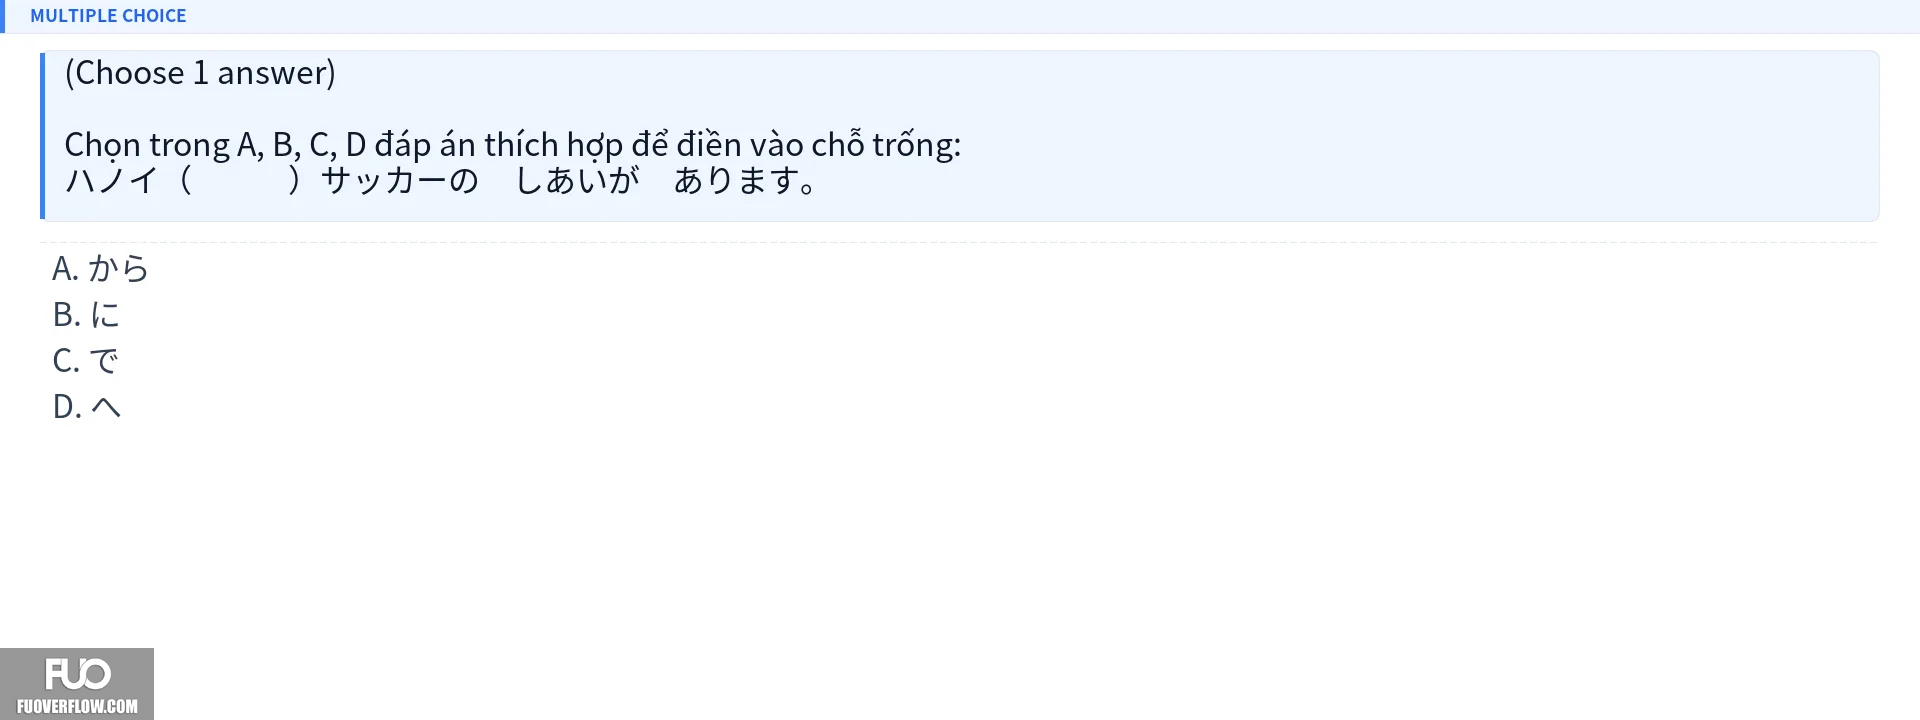 MULTIPLE CHOICE
(Choose 1 answer)
Chọn trong A, B, C, D đáp án thích hợp để điền vào chỗ trống:
ハノイ（　　　）サッカーの　しあいが　あります。
A. から
B. に
C. で
D. へ
FUO
FUOVERFLOW.COM